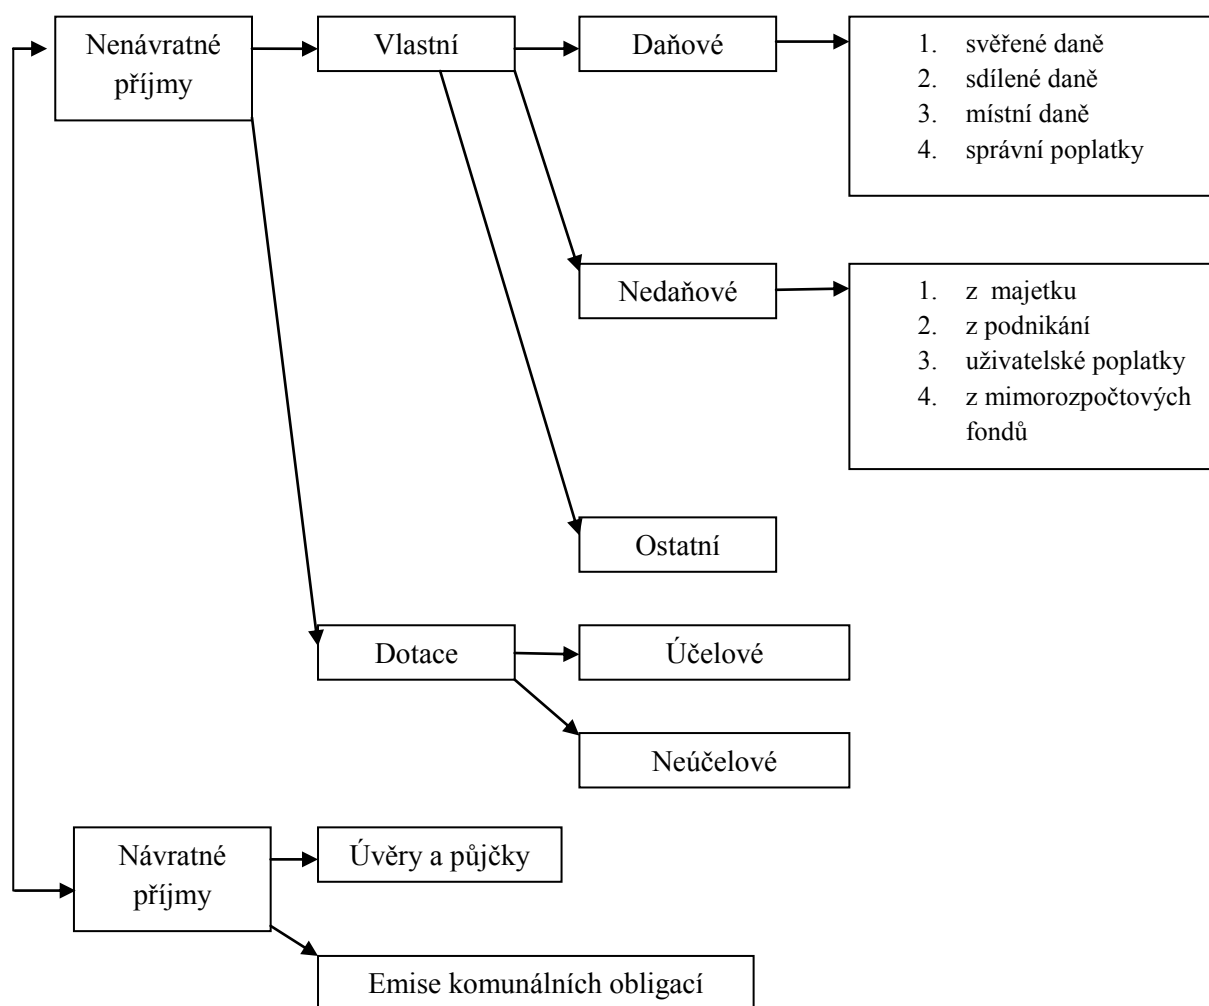 Nenávratné
příjmy
Vlastní
Daňové
1. svěřené daně
2. sdílené daně
3. místní daně
4. správní poplatky
Nedaňové
1. z  majetku
2. z podnikání
3. uživatelské poplatky
4. z mimorozpočtových
fondů
Ostatní
Dotace
Účelové
Neúčelové
Návratné
příjmy
Úvěry a půjčky
Emise komunálních obligací